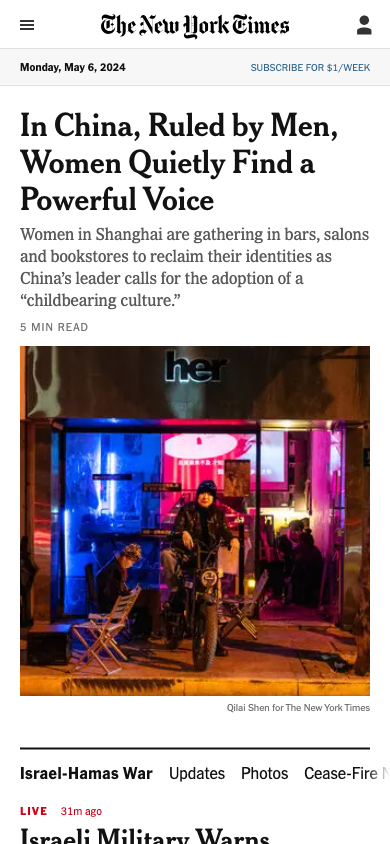 The New York Times
Monday, May 6, 2024
SUBSCRIBE FOR $1/WEEK
In China, Ruled by Men,
Women Quietly Find a
Powerful Voice
Women in Shanghai are gathering in bars, salons
and bookstores to reclaim their identities as
China’s leader calls for the adoption of a
“childbearing culture.”
5 MIN READ
her
Qilai Shen for The New York Times
Israel-Hamas War Updates Photos Cease-Fire N
LIVE 31m ago
Israeli Military Warns